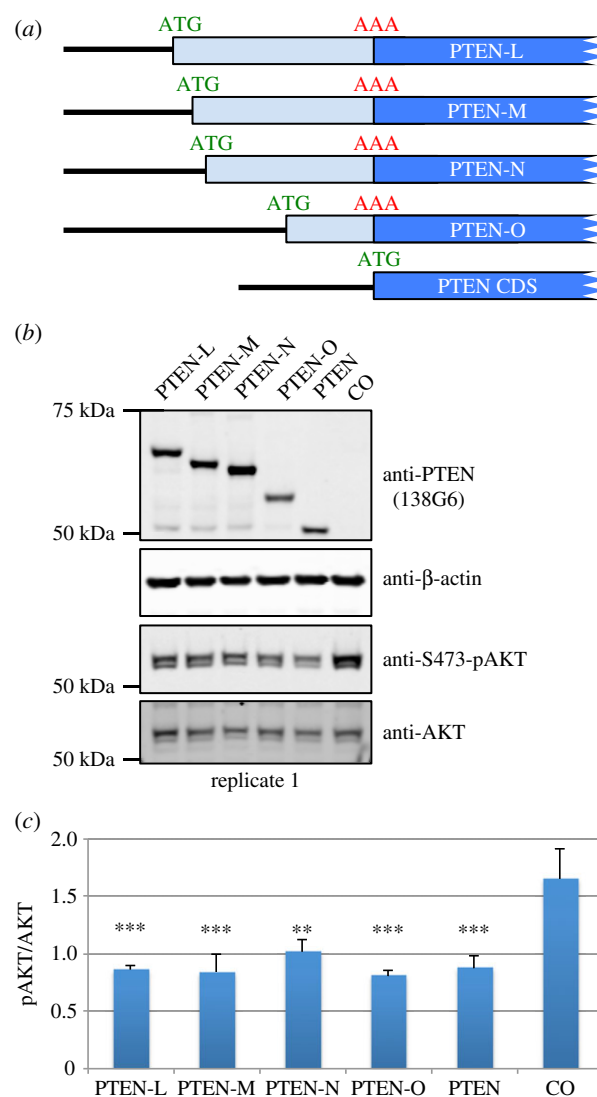 (a)
ATG AAA
PTEN-L
ATG AAA
PTEN-M
ATG AAA
PTEN-N
ATG AAA
PTEN-O
ATG
PTEN CDS
(b)
PTEN-L PTEN-M PTEN-N PTEN-O PTEN CO
75 kDa
anti-PTEN
(138G6)
50 kDa
anti-β-actin
anti-S473-pAKT
50 kDa
anti-AKT
50 kDa
replicate 1
(c)
pAKT/AKT
2.0
1.5
1.0
0.5
0
*** *** ** *** ***
PTEN-L PTEN-M PTEN-N PTEN-O PTEN CO